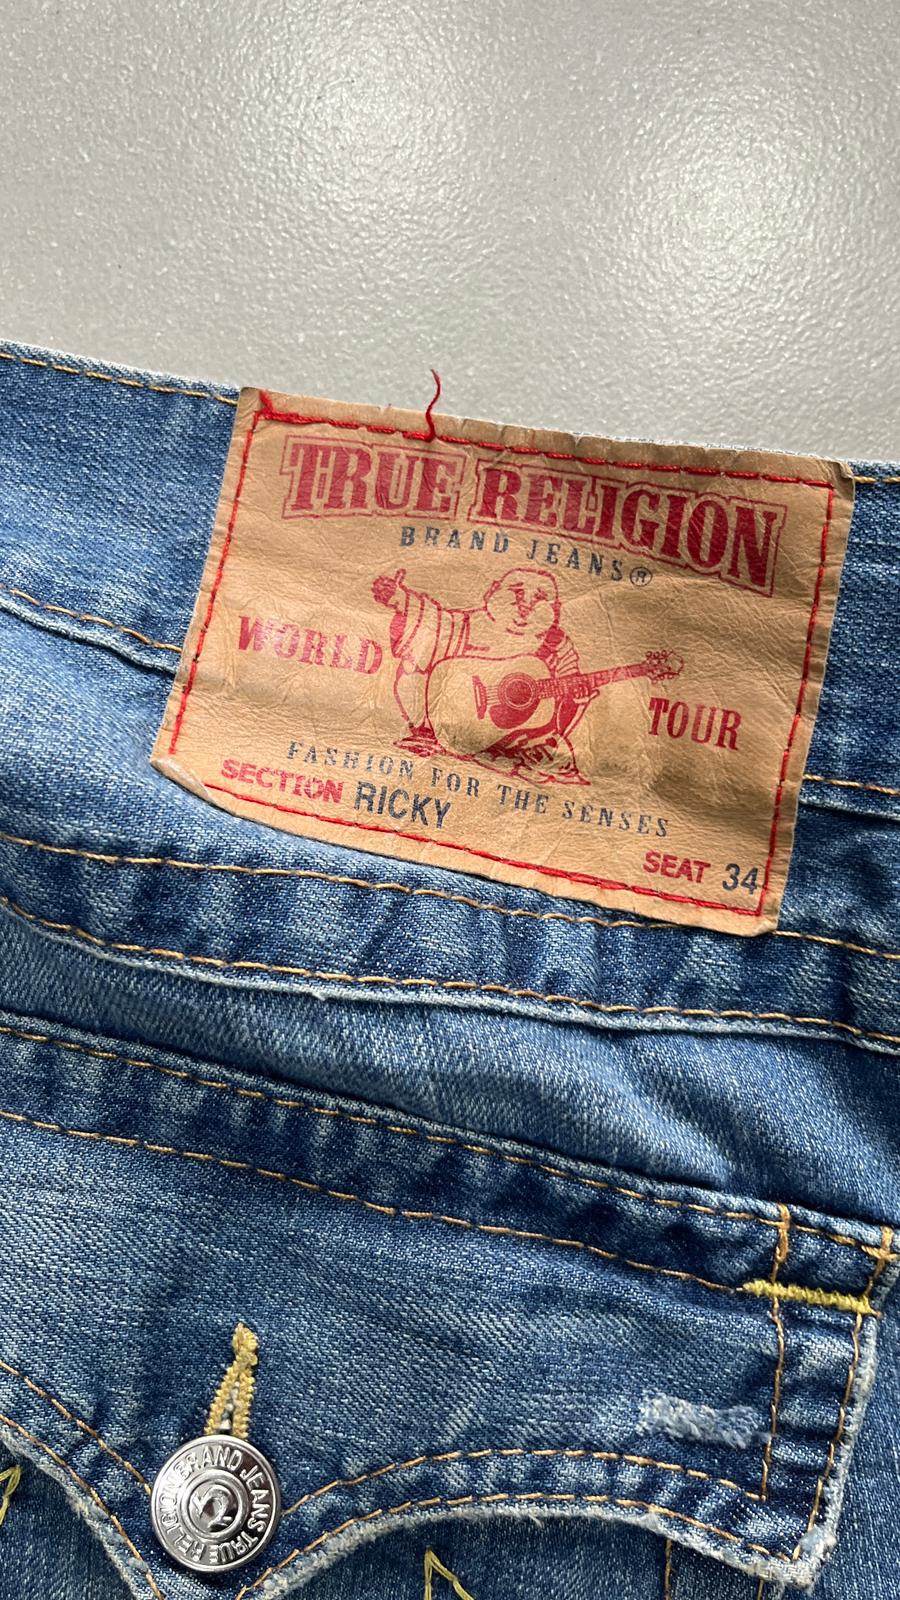 TRUE RELIGION
BRAND JEANS®
WORLD TOUR
FASHION FOR THE SENSES
SECTION RICKY
SEAT 34
TRUE RELIGION BRAND JEANS